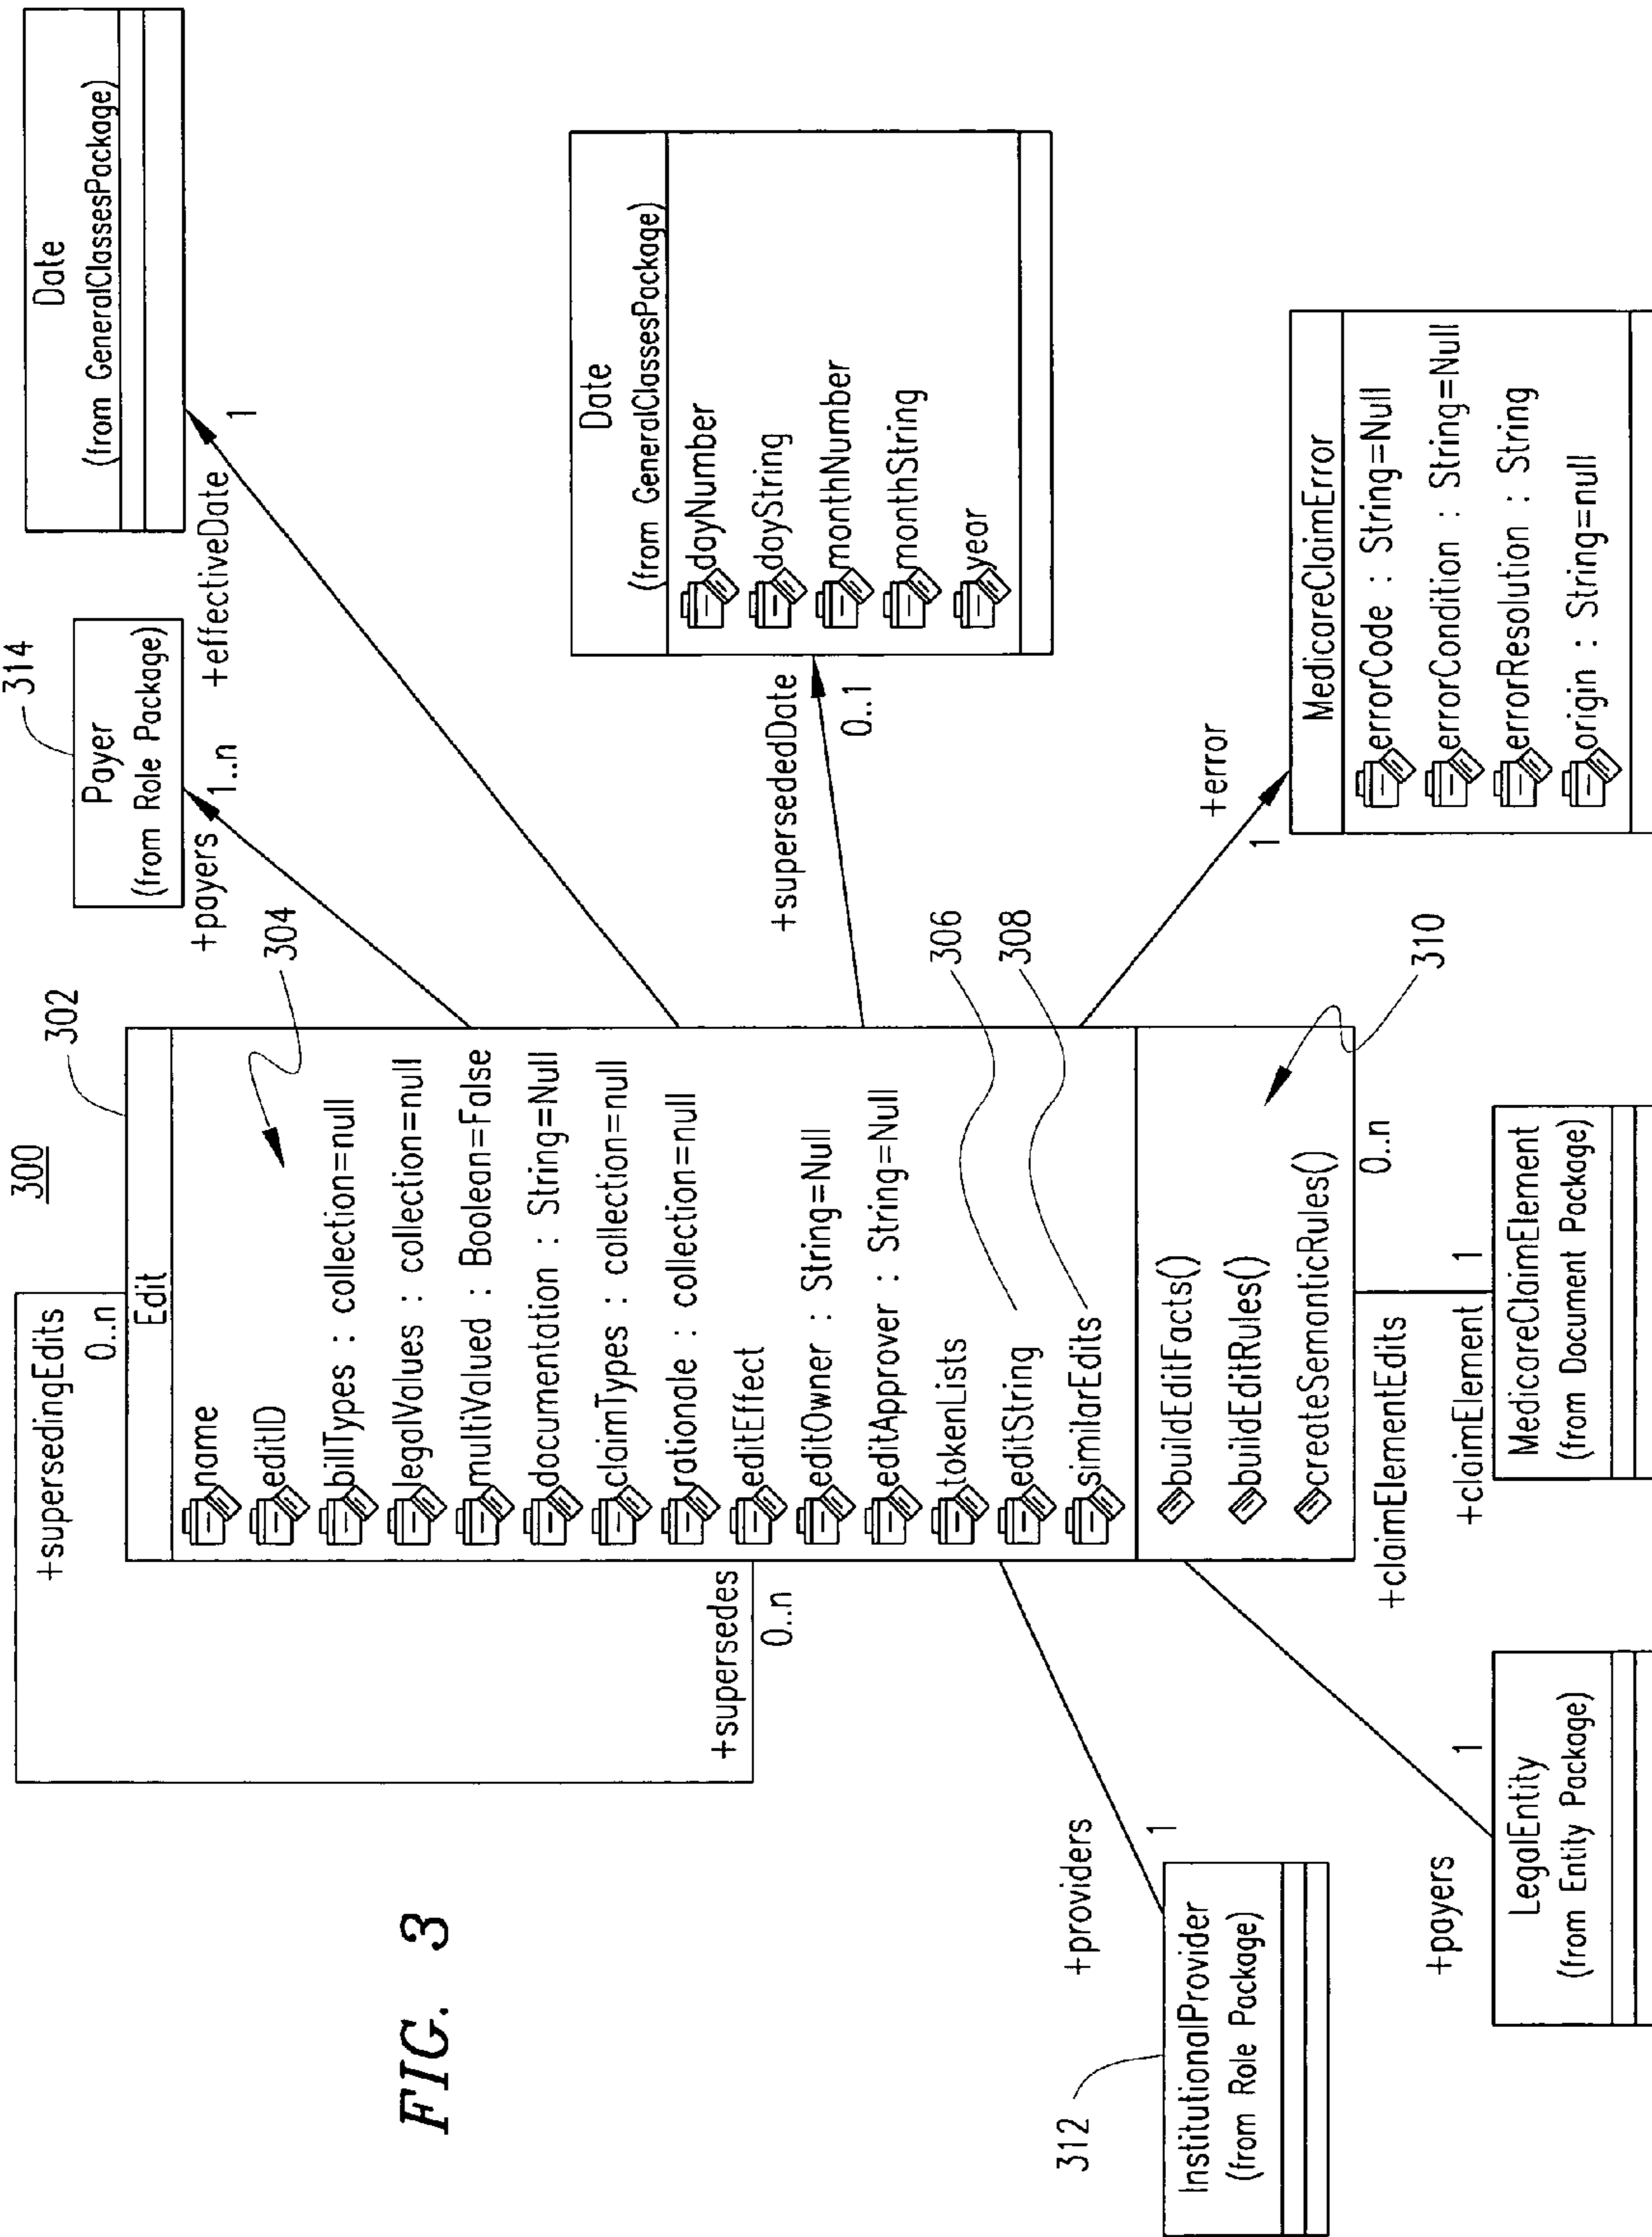 FIG. 3
300
302
+supersedingEdits
0..n
Edit
304
name
editID
billTypes : collection=null
legalValues : collection=null
multiValued : Boolean=False
documentation : String=Null
claimTypes : collection=null
rationale : collection=null
editEffect
editOwner : String=Null
editApprover : String=Null
tokenLists
editString
similarEdits
306
308
buildEditFacts()
buildEditRules()
createSemanticRules()
310
+supersedes
0..n
314
Payer
(from Role Package)
+payers
1..n
Date
(from GeneralClassesPackage)
+effectiveDate
1
Date
(from GeneralClassesPackage)
dayNumber
dayString
monthNumber
monthString
year
+supersededDate
0..1
+error
1
MedicareClaimError
errorCode : String=Null
errorCondition : String=Null
errorResolution : String
origin : String=null
+providers
1
312
InstitutionalProvider
(from Role Package)
+payers
1
LegalEntity
(from Entity Package)
+claimElementEdits
0..n
+claimElement
1
MedicareClaimElement
(from Document Package)